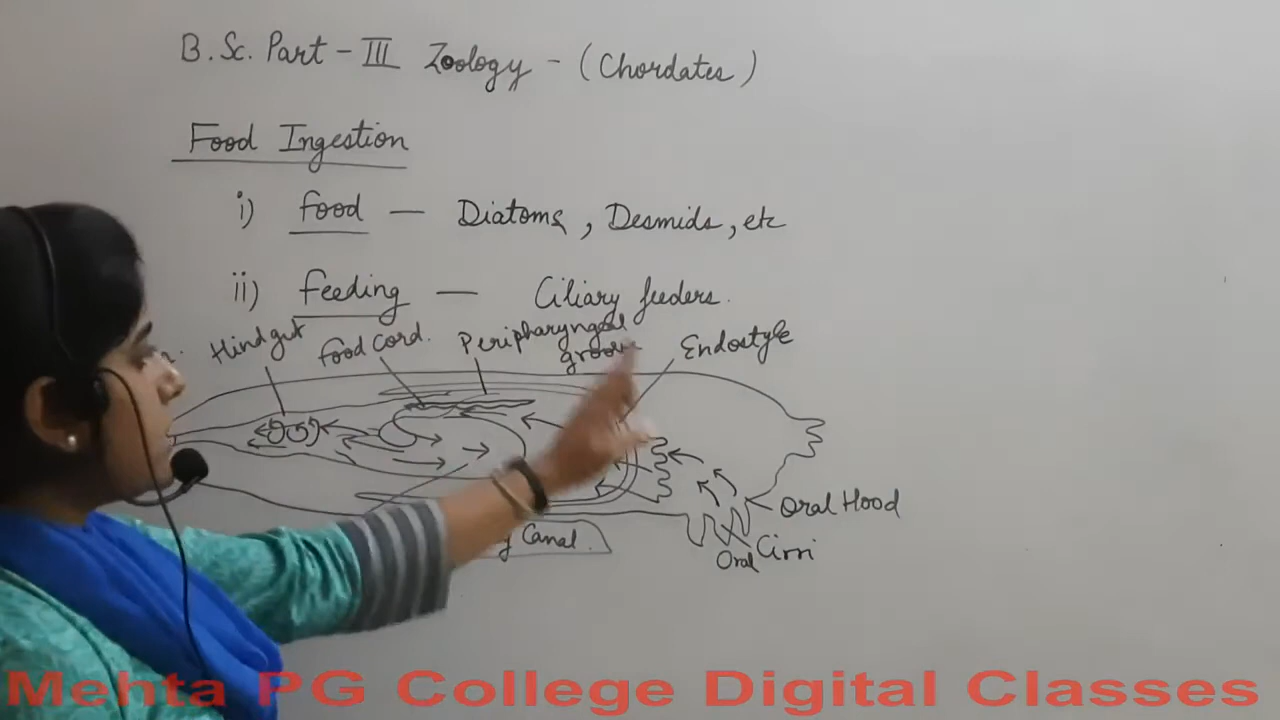 B.Sc. Part - III Zoology - (Chordates)
Food Ingestion
i) food — Diatoms, Desmids, etc
ii) feeding — Ciliary feeders.
Hindgut
food cord.
Peripharyngeal
groove
Endostyle
Oral Hood
Oral Cirri
Canal.
Mehta PG College Digital Classes